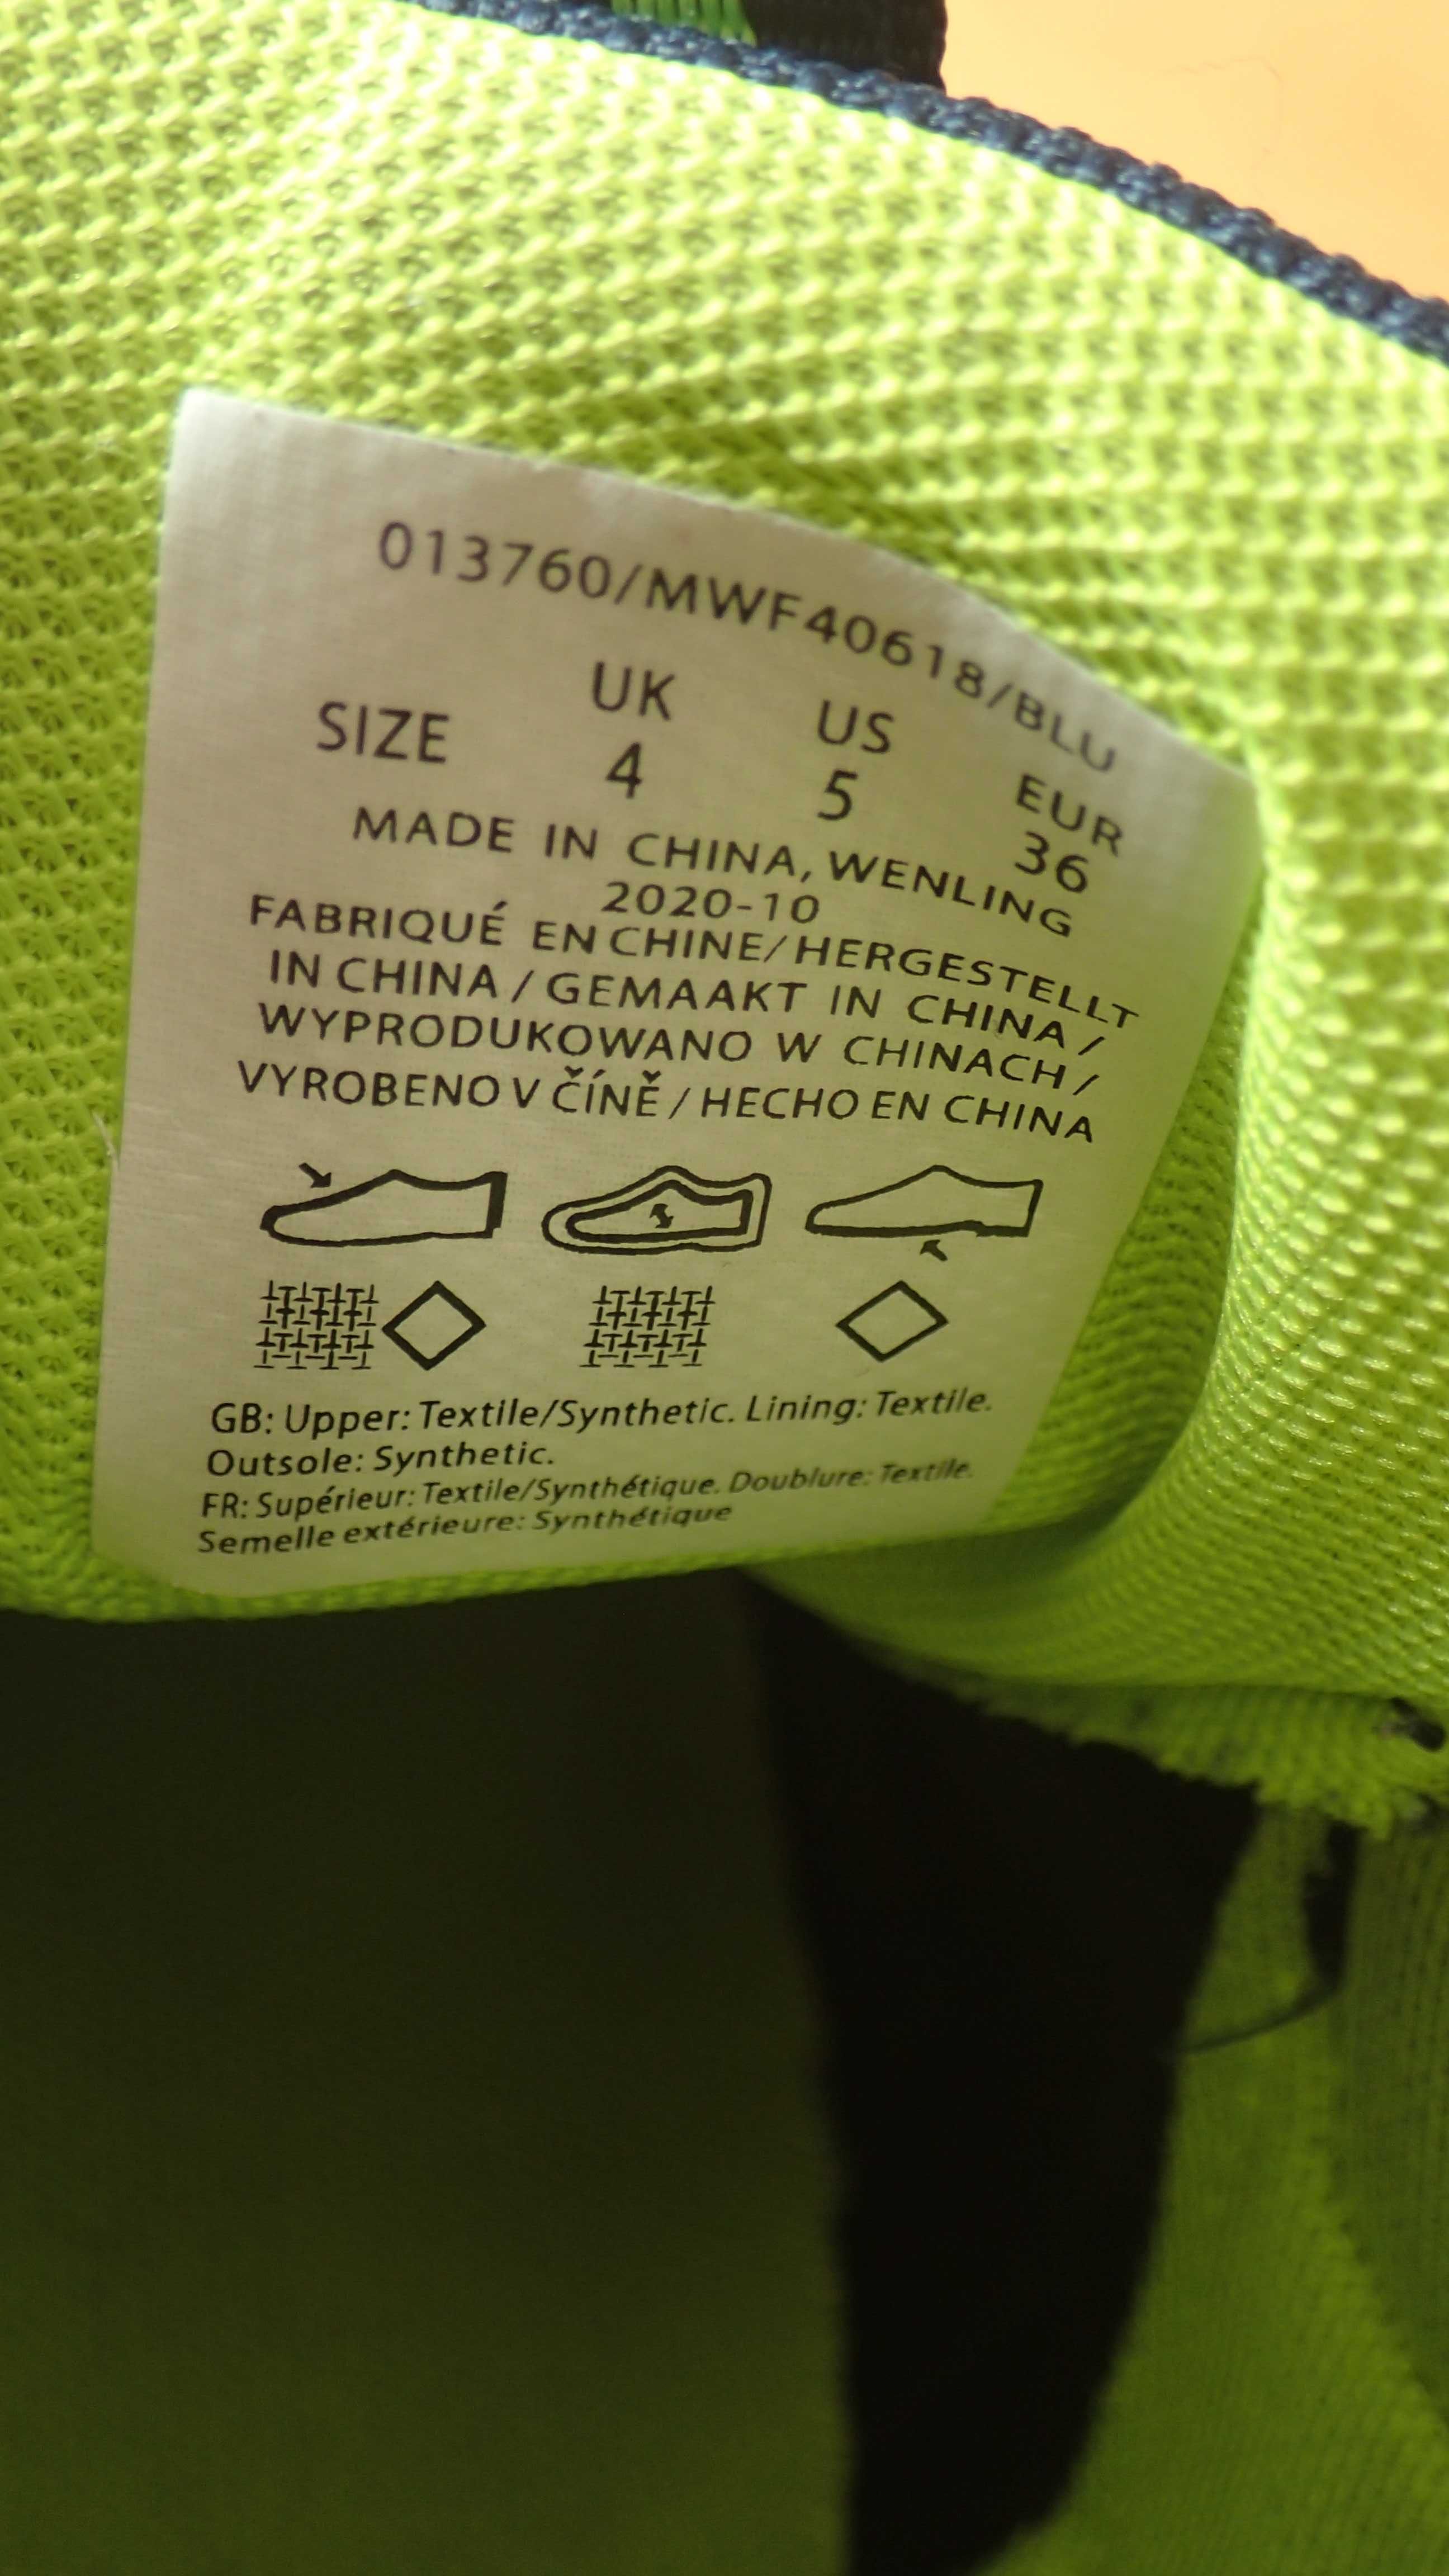 013760/MWF40618/BLU
SIZE UK 4 US 5 EUR 36
MADE IN CHINA, WENLING
2020-10
FABRIQUÉ EN CHINE/HERGESTELLT
IN CHINA / GEMAAKT IN CHINA /
WYPRODUKOWANO W CHINACH /
VYROBENO V ČÍNĚ / HECHO EN CHINA
GB: Upper: Textile/Synthetic. Lining: Textile.
Outsole: Synthetic.
FR: Supérieur: Textile/Synthétique. Doublure: Textile.
Semelle extérieure: Synthétique